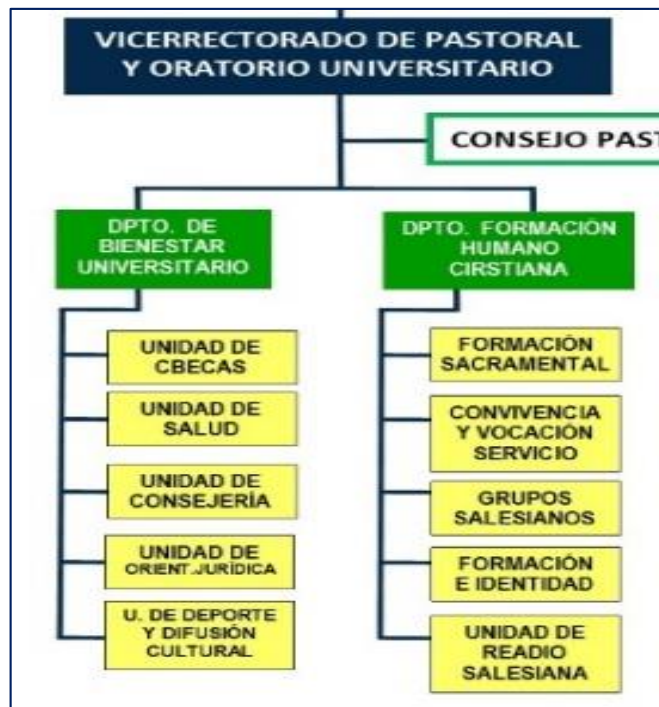 VICERRECTORADO DE PASTORAL
Y ORATORIO UNIVERSITARIO
CONSEJO PAST
DPTO. DE
BIENESTAR
UNIVERSITARIO
UNIDAD DE
CBECAS
UNIDAD DE
SALUD
UNIDAD DE
CONSEJERÍA
UNIDAD DE
ORIENT.JURÍDICA
U. DE DEPORTE
Y DIFUSIÓN
CULTURAL
DPTO. FORMACIÓN
HUMANO
CIRSTIANA
FORMACIÓN
SACRAMENTAL
CONVIVENCIA
Y VOCACIÓN
SERVICIO
GRUPOS
SALESIANOS
FORMACIÓN
E IDENTIDAD
UNIDAD DE
READIO
SALESIANA